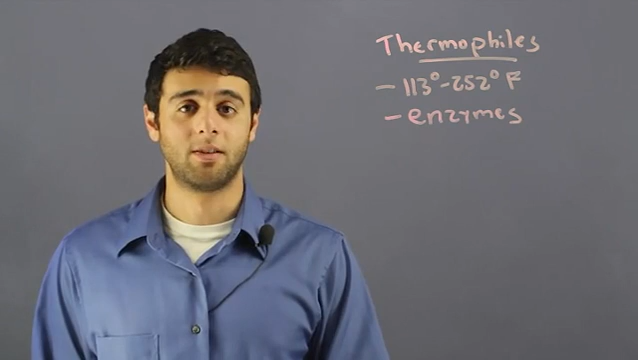 Thermophiles
- 113° - 252° F
- enzymes